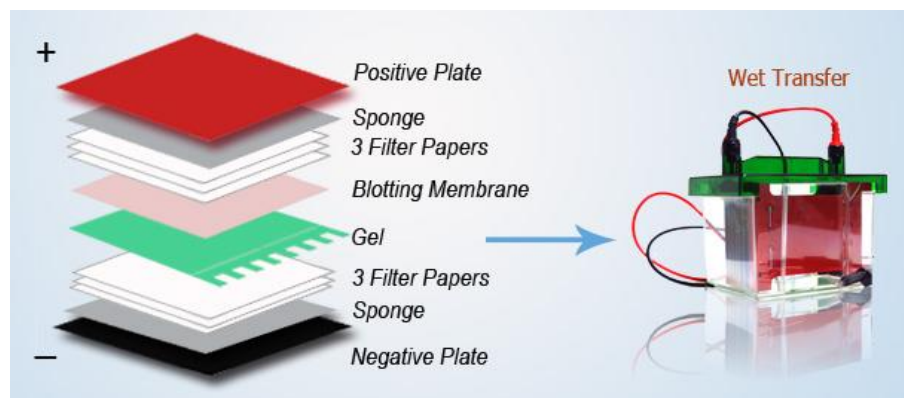 +
Positive Plate
Sponge
3 Filter Papers
Blotting Membrane
Gel
3 Filter Papers
Sponge
Negative Plate
–
Wet Transfer